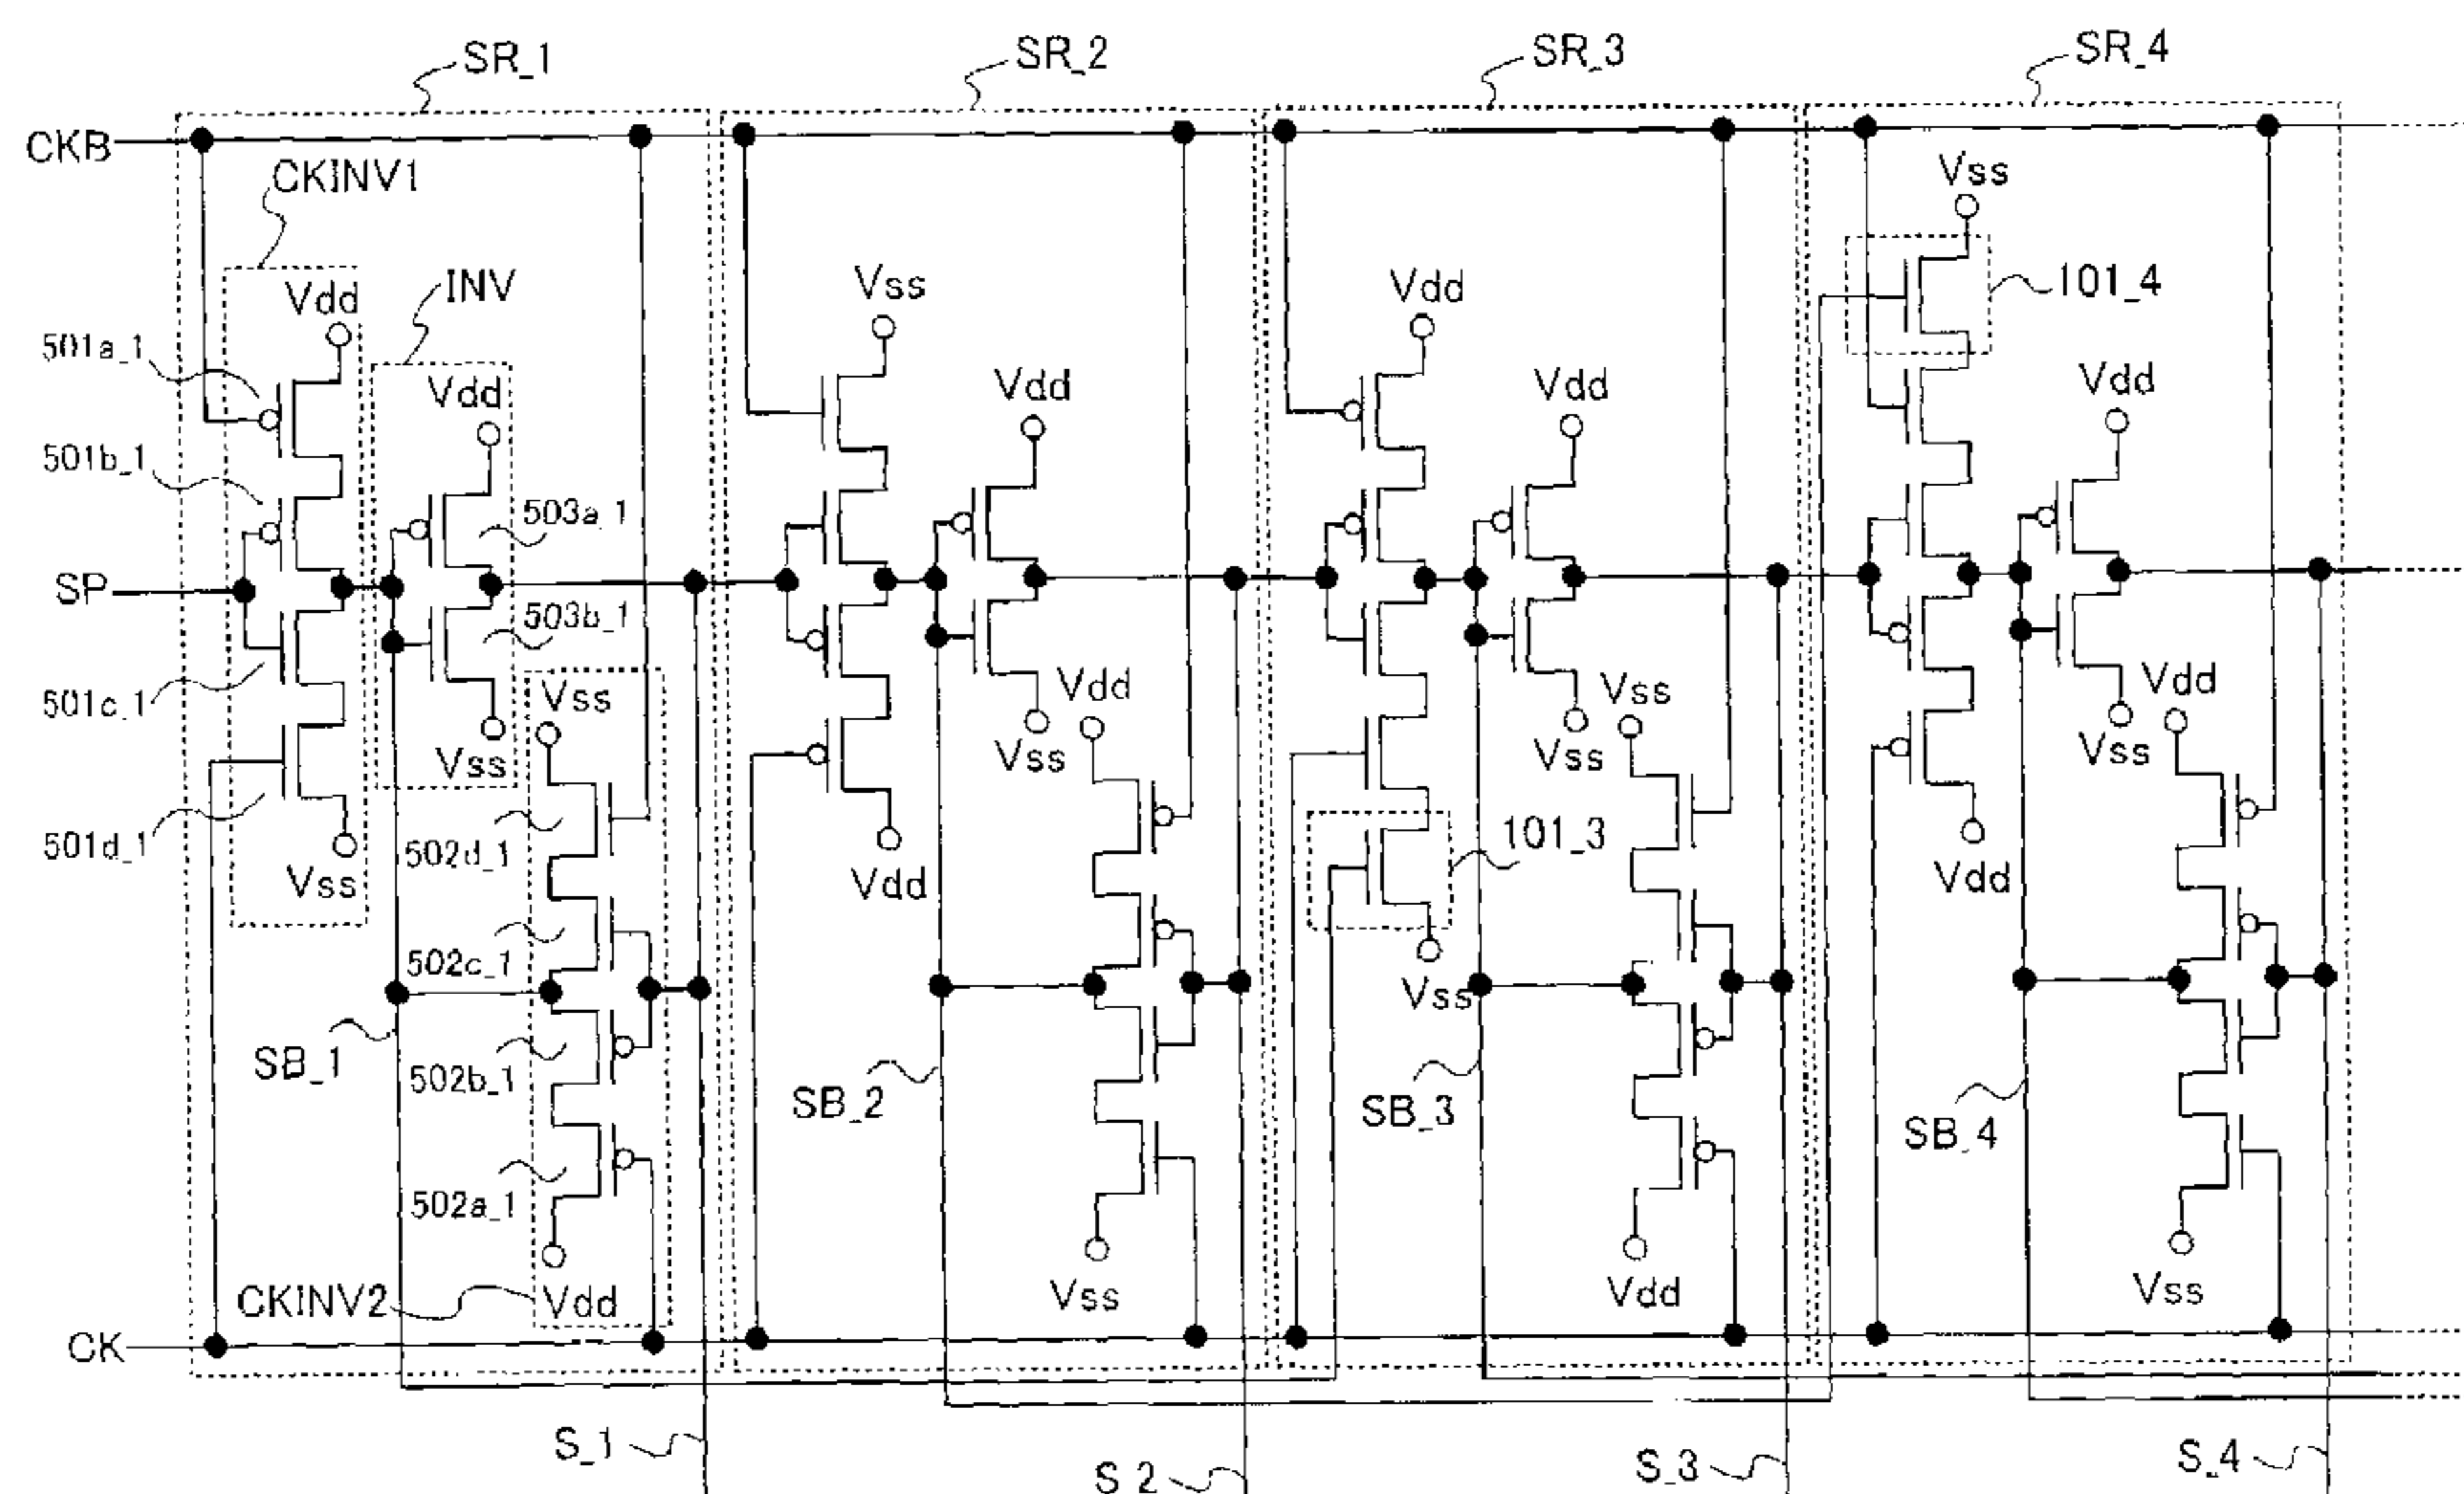 SR_1
SR_2
SR_3
SR_4
CKB
CKINV1
Vss
Vdd
INV
Vss
Vdd
101_4
501a_1
Vdd
Vdd
Vdd
Vdd
501b_1
503a_1
SP
503b_1
501c_1
Vss
Vdd
Vss
Vdd
Vss
Vss
Vss
Vss
501d_1
502d_1
101_3
Vss
Vdd
Vdd
502c_1
Vss
SB_1
502b_1
SB_2
SB_3
SB_4
502a_1
CKINV2
Vdd
Vss
Vdd
Vss
CK
S_1
S_2
S_3
S_4